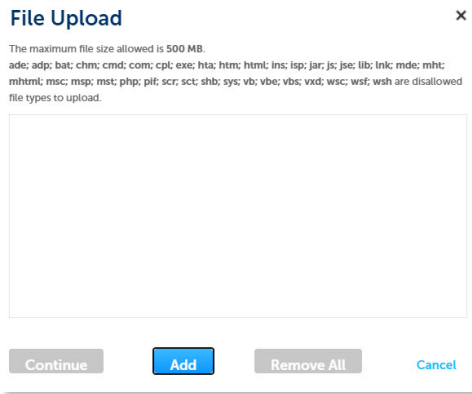 File Upload
×
The maximum file size allowed is 500 MB.
ade; adp; bat; chm; cmd; com; cpl; exe; hta; htm; html; ins; isp; jar; js; jse; lib; lnk; mde; mht;
mhtml; msc; msp; mst; php; pif; scr; sct; shb; sys; vb; vbe; vbs; vxd; wsc; wsf; wsh are disallowed
file types to upload.
Continue
Add
Remove All
Cancel